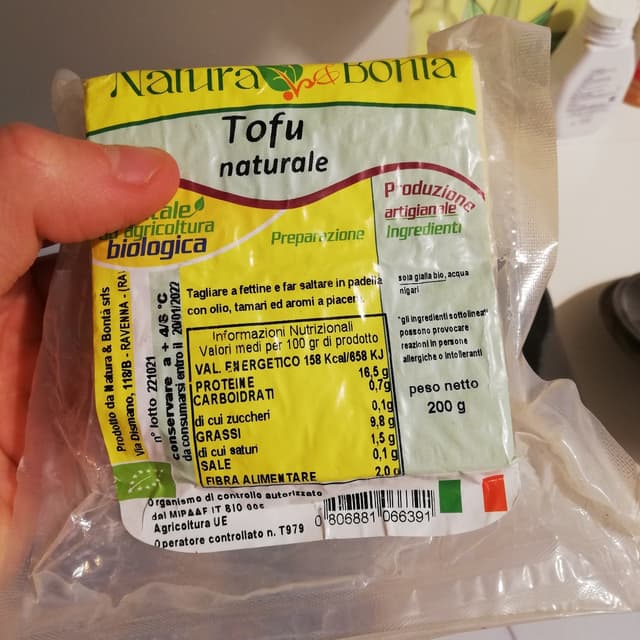 Natura & Bontà
Tofu
naturale
agricoltura
biologica
Preparazione
Tagliare a fettine e far saltare in padella
con olio, tamari ed aromi a piacere
Produzione
artigianale
Ingredienti
soia gialla bio, acqua
nigari
"gli ingredienti sottolineati"
possono provocare
reazioni in persone
allergiche o intolleranti
peso netto
200 g
Informazioni Nutrizionali
Valori medi per 100 gr di prodotto
VAL. ENERGETICO 158 Kcal/658 KJ
PROTEINE 16,5 g
CARBOIDRATI 0,7g
di cui zuccheri 0,1g
GRASSI 9,8 g
di cui saturi 1,5 g
SALE 0,1 g
FIBRA ALIMENTARE 2,0 g
Prodotto da Natura & Bontà srls
Via Dismano, 118/B - RAVENNA - (RA)
n° lotto 221021
conservare a + 4/8 °C
da consumarsi entro il 20/01/2022
Organismo di controllo autorizzato
dal MIPAAF IT BIO 006
Agricoltura UE
Operatore controllato n. T979
0 806881 066391